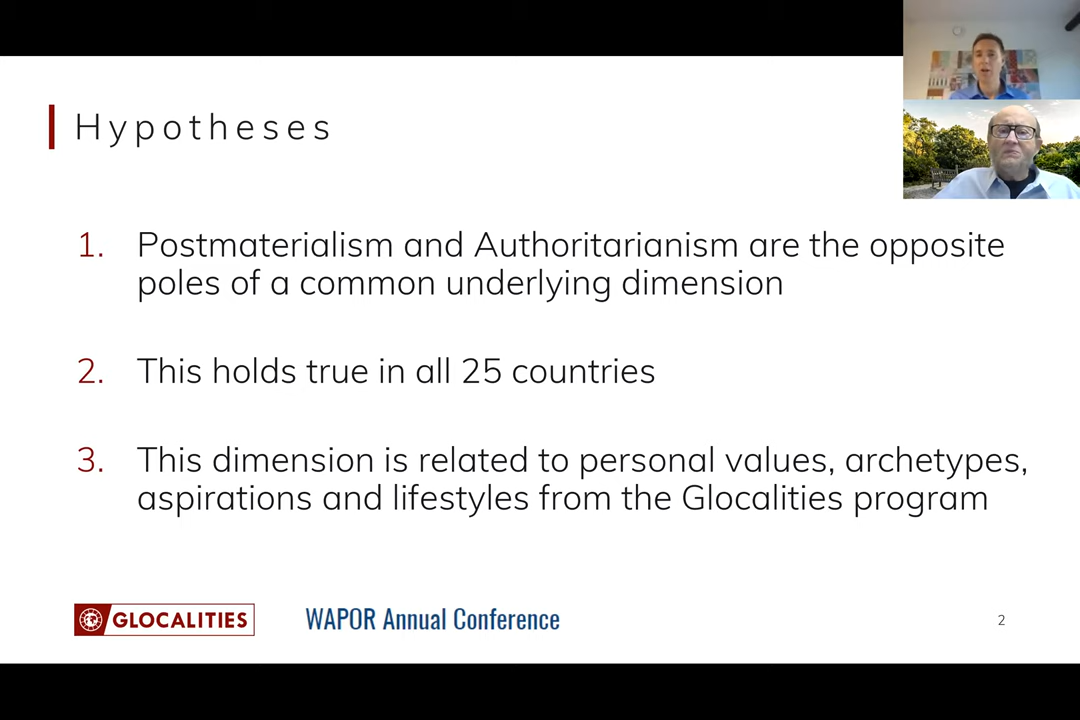 Hypotheses
1. Postmaterialism and Authoritarianism are the opposite
poles of a common underlying dimension
2. This holds true in all 25 countries
3. This dimension is related to personal values, archetypes,
aspirations and lifestyles from the Glocalities program
GLOCALITIES
WAPOR Annual Conference
2